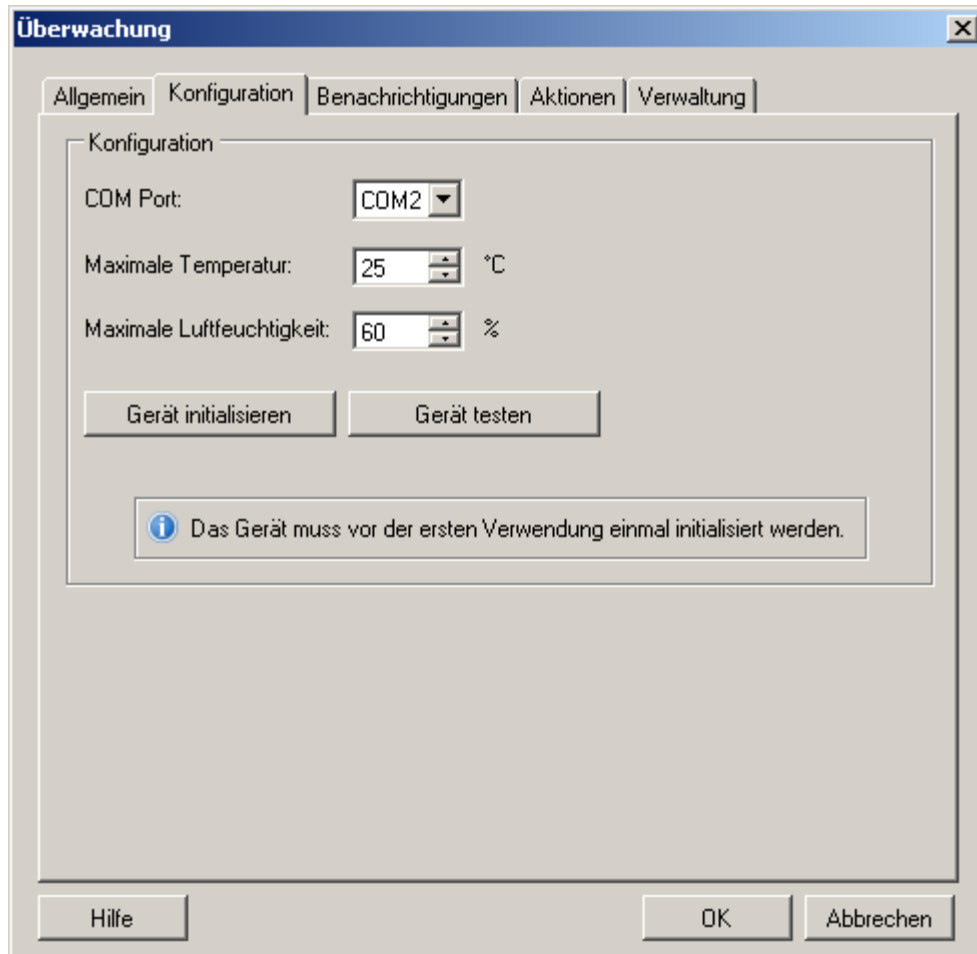 Überwachung
Allgemein Konfiguration Benachrichtigungen Aktionen Verwaltung
Konfiguration
COM Port: COM2
Maximale Temperatur: 25 °C
Maximale Luftfeuchtigkeit: 60 %
Gerät initialisieren Gerät testen
Das Gerät muss vor der ersten Verwendung einmal initialisiert werden.
Hilfe OK Abbrechen